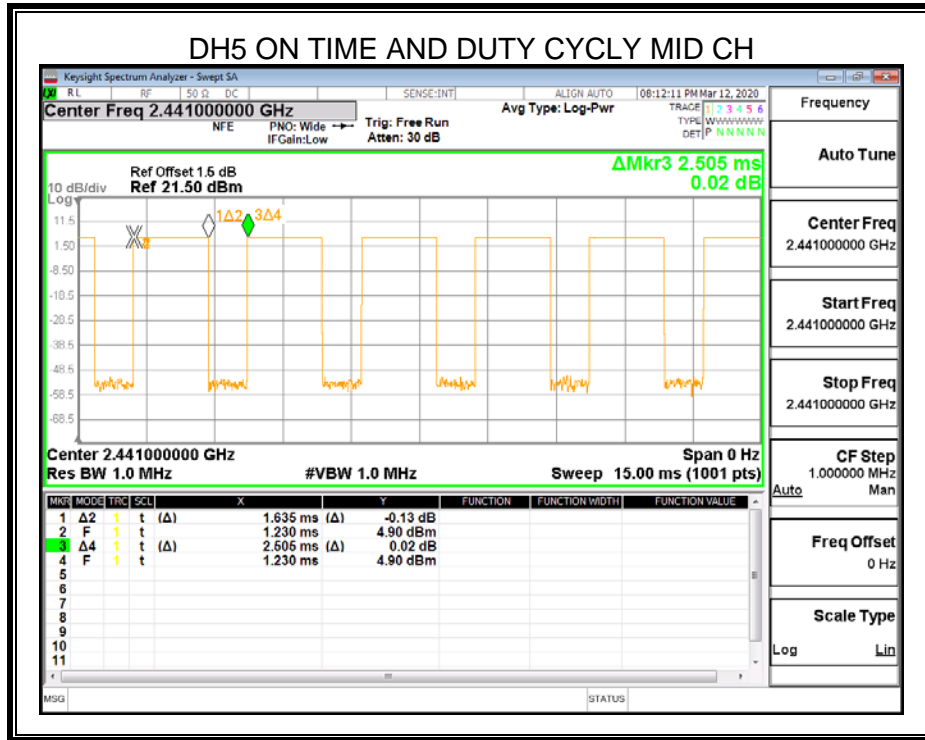 DH5 ON TIME AND DUTY CYCLY MID CH
Keysight Spectrum Analyzer - Swept SA
RL RF 50 Ω DC SENSE:INT ALIGN AUTO 08:12:11 PM Mar 12, 2020
Center Freq 2.441000000 GHz
NFE PNO: Wide IFGain:Low Trig: Free Run Atten: 30 dB
Avg Type: Log-Pwr
TRACE 1 2 3 4 5 6
TYPE W
DET P N N N N N
ΔMkr3 2.505 ms
0.02 dB
Ref Offset 1.5 dB
10 dB/div Ref 21.50 dBm
Log
11.5
1.50
-8.50
-18.5
-28.5
-38.5
-48.5
-58.5
-68.5
1Δ2 3Δ4
Center 2.441000000 GHz Span 0 Hz
Res BW 1.0 MHz #VBW 1.0 MHz Sweep 15.00 ms (1001 pts)
MKR MODE TRC SCL X Y FUNCTION FUNCTION WIDTH FUNCTION VALUE
1 Δ2 1 t (Δ) 1.635 ms (Δ) -0.13 dB
2 F 1 t 1.230 ms 4.90 dBm
3 Δ4 1 t (Δ) 2.505 ms (Δ) 0.02 dB
4 F 1 t 1.230 ms 4.90 dBm
5
6
7
8
9
10
11
MSG STATUS
Frequency
Auto Tune
Center Freq
2.441000000 GHz
Start Freq
2.441000000 GHz
Stop Freq
2.441000000 GHz
CF Step
1.000000 MHz
Auto Man
Freq Offset
0 Hz
Scale Type
Log Lin